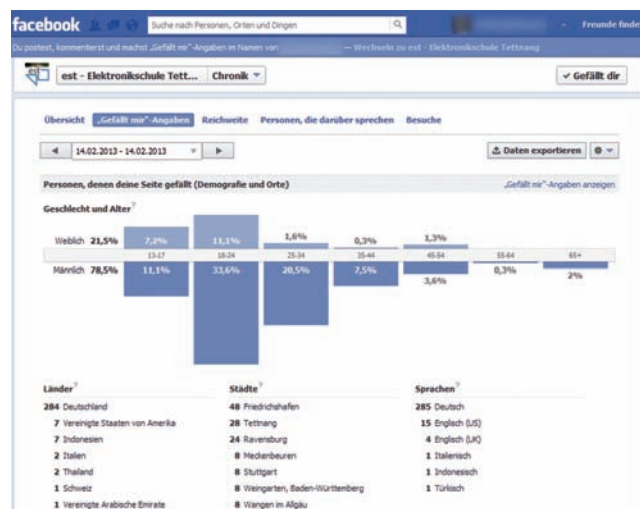 facebook
Suche nach Personen, Orten und Dingen
Freunde finde
Du postest, kommentierst und machst „Gefällt mir"-Angaben im Namen von — Wechseln zu est - Elektronikschule Tettnang
est - Elektronikschule Tett... Chronik
✓ Gefällt dir
Übersicht „Gefällt mir"-Angaben Reichweite Personen, die darüber sprechen Besuche
14.02.2013 - 14.02.2013
Daten exportieren
Personen, denen deine Seite gefällt (Demografie und Orte) „Gefällt mir"-Angaben anzeigen
Geschlecht und Alter?
Weiblich 21,5% 7,2% 11,1% 1,6% 0,3% 1,3%
13-17 18-24 25-34 35-44 45-54 55-64 65+
Männlich 78,5% 11,1% 33,6% 20,5% 7,5% 3,6% 0,3% 2%
Länder? Städte? Sprachen?
284 Deutschland 48 Friedrichshafen 285 Deutsch
7 Vereinigte Staaten von Amerika 28 Tettnang 15 Englisch (US)
7 Indonesien 24 Ravensburg 4 Englisch (UK)
2 Italien 8 Meckenbeuren 1 Italienisch
2 Thailand 8 Stuttgart 1 Indonesisch
1 Schweiz 8 Weingarten, Baden-Württemberg 1 Türkisch
1 Vereinigte Arabische Emirate 8 Wangen im Allgäu